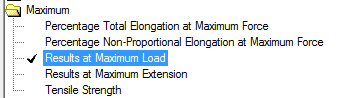 Maximum
Percentage Total Elongation at Maximum Force
Percentage Non-Proportional Elongation at Maximum Force
Results at Maximum Load
Results at Maximum Extension
Tensile Strength